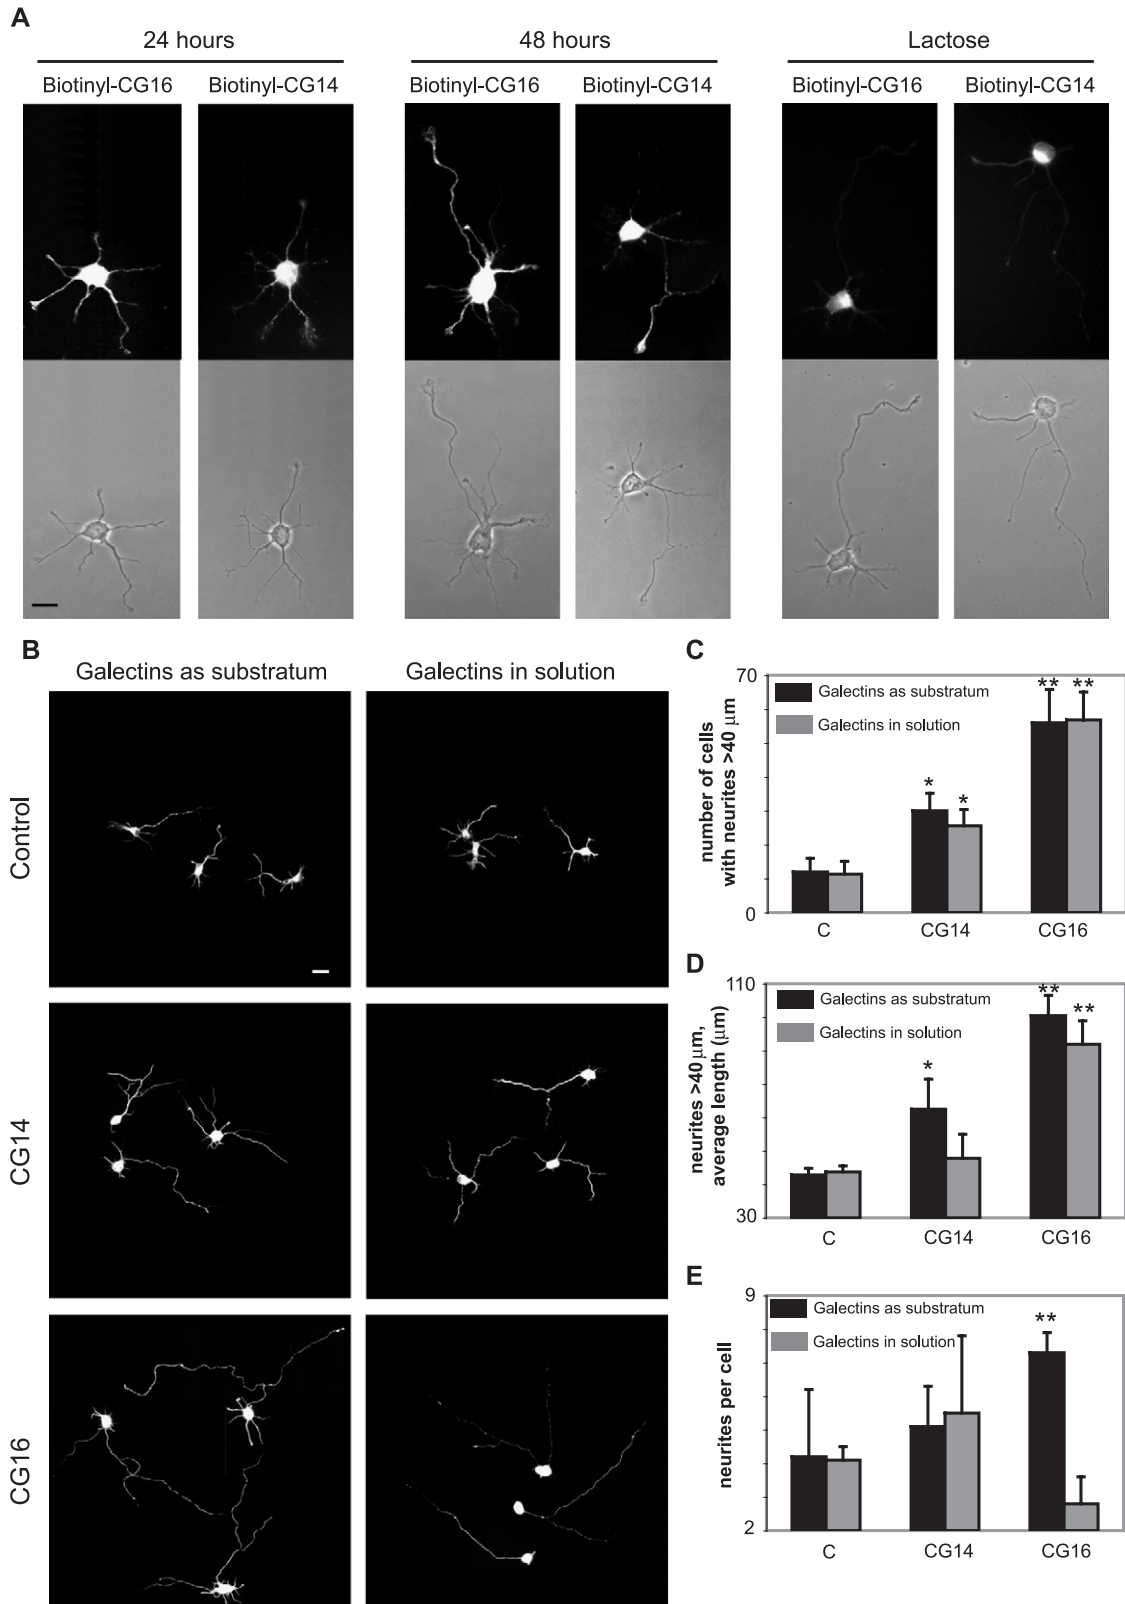 A
24 hours
48 hours
Lactose
Biotinyl-CG16
Biotinyl-CG14
Biotinyl-CG16
Biotinyl-CG14
Biotinyl-CG16
Biotinyl-CG14
B
Galectins as substratum
Galectins in solution
Control
CG14
CG16
C
number of cells
with neurites >40 μm
70
0
Galectins as substratum
Galectins in solution
*
*
**
**
C
CG14
CG16
D
neurites >40 μm,
average length (μm)
110
30
Galectins as substratum
Galectins in solution
*
**
**
C
CG14
CG16
E
neurites per cell
9
2
Galectins as substratum
Galectins in solution
**
C
CG14
CG16